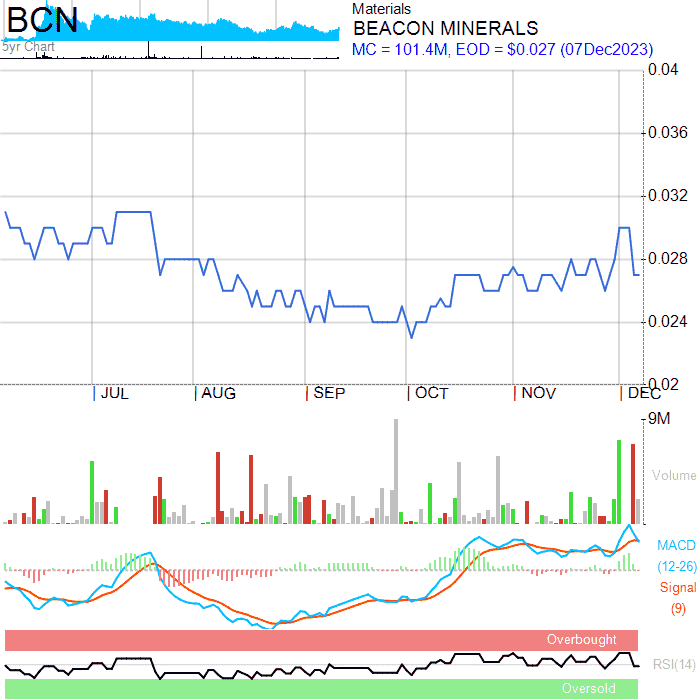 BCN
5yr Chart
Materials
BEACON MINERALS
MC = 101.4M, EOD = $0.027 (07Dec2023)
0.04
0.036
0.032
0.028
0.024
0.02
JUL AUG SEP OCT NOV DEC
9M
Volume
MACD
(12-26)
Signal
(9)
Overbought
RSI(14)
Oversold